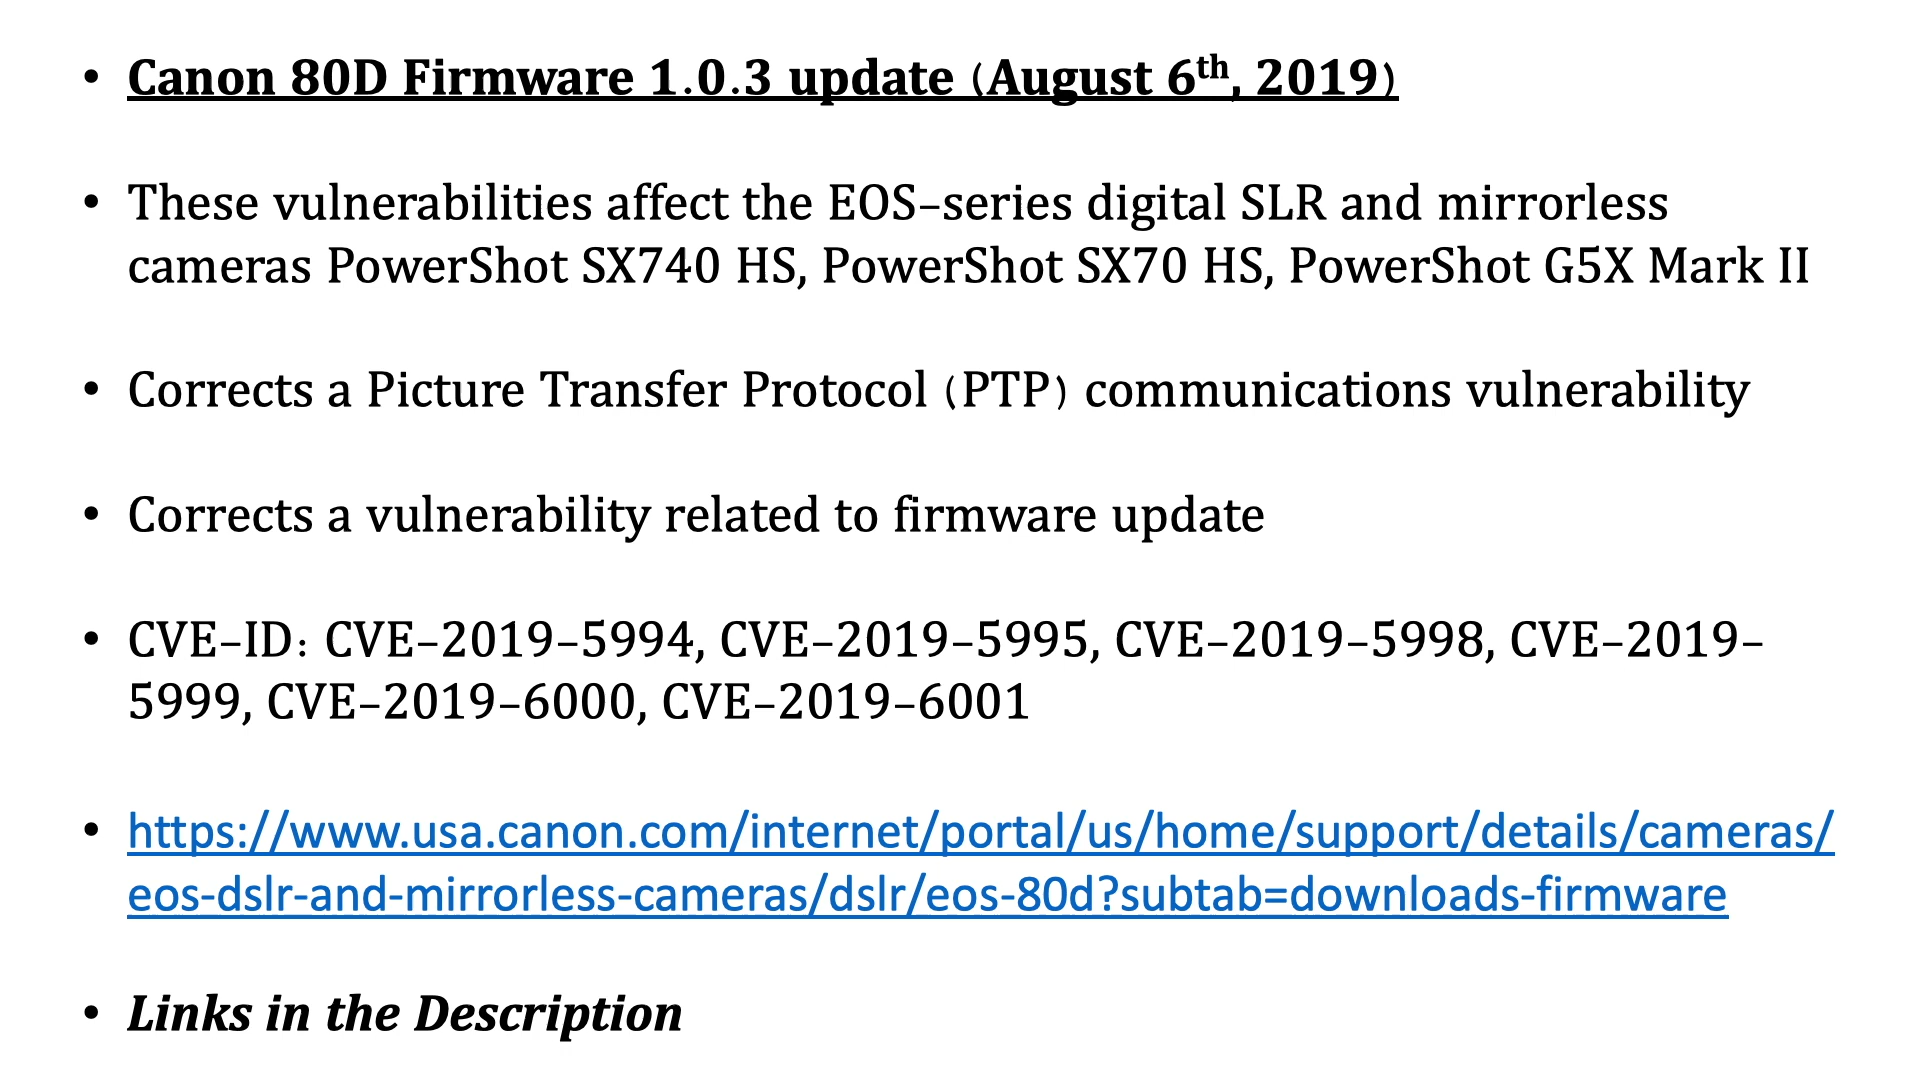 • Canon 80D Firmware 1.0.3 update (August 6th, 2019)
• These vulnerabilities affect the EOS-series digital SLR and mirrorless
cameras PowerShot SX740 HS, PowerShot SX70 HS, PowerShot G5X Mark II
• Corrects a Picture Transfer Protocol (PTP) communications vulnerability
• Corrects a vulnerability related to firmware update
• CVE-ID: CVE-2019-5994, CVE-2019-5995, CVE-2019-5998, CVE-2019-
5999, CVE-2019-6000, CVE-2019-6001
• https://www.usa.canon.com/internet/portal/us/home/support/details/cameras/
eos-dslr-and-mirrorless-cameras/dslr/eos-80d?subtab=downloads-firmware
• Links in the Description